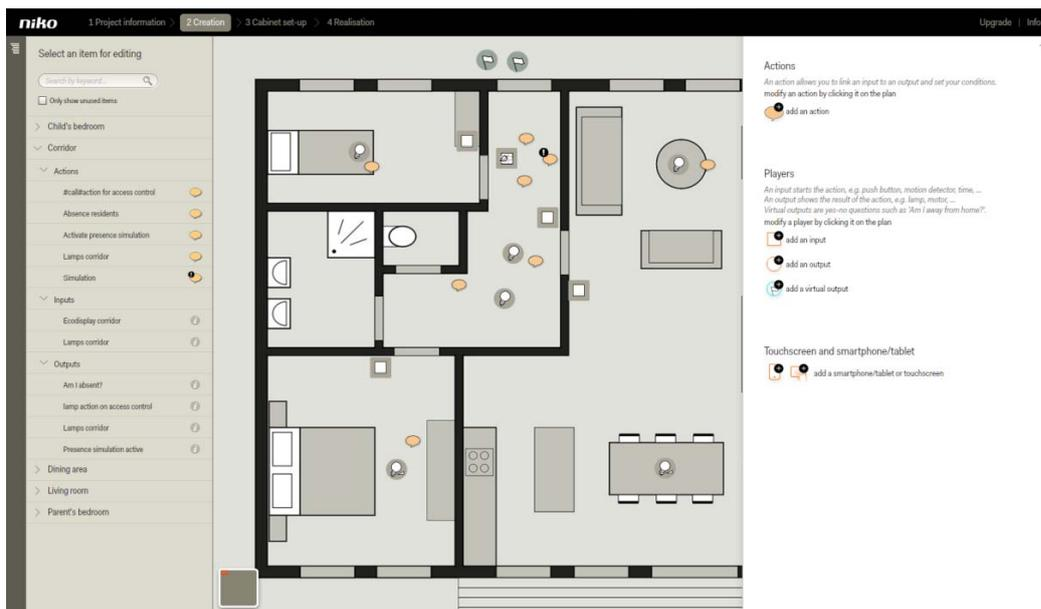 niko
1 Project information > 2 Creation > 3 Cabinet set-up > 4 Realisation
Upgrade | Info
Select an item for editing
Search by keyword...
Only show unused items
Child's bedroom
Corridor
Actions
#call#action for access control
Absence residents
Activate presence simulation
Lamps corridor
Simulation
Inputs
Ecodisplay corridor
Lamps corridor
Outputs
Am I absent?
lamp action on access control
Lamps corridor
Presence simulation active
Dining area
Living room
Parent's bedroom
Actions
An action allows you to link an input to an output and set your conditions.
modify an action by clicking it on the plan
add an action
Players
An input starts the action, e.g. push button, motion detector, time, ...
An output shows the result of the action, e.g. lamp, motor, ...
Virtual outputs are yes-no questions such as 'Am I away from home?'.
modify a player by clicking it on the plan
add an input
add an output
add a virtual output
Touchscreen and smartphone/tablet
add a smartphone/tablet or touchscreen